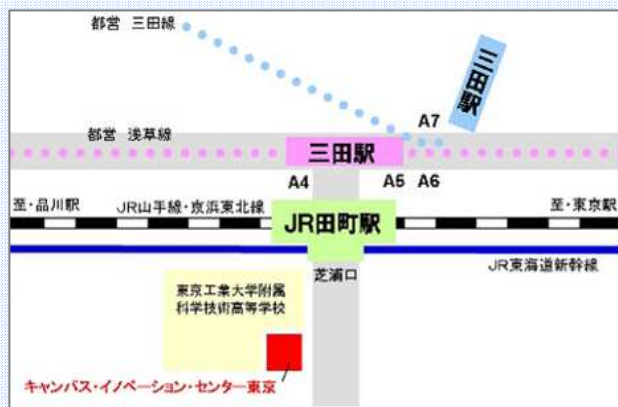 都営 三田線
三田駅
A7
都営 浅草線
三田駅
A4
A5
A6
至・品川駅
JR山手線・京浜東北線
至・東京駅
JR田町駅
JR東海道新幹線
芝浦口
東京工業大学附属
科学技術高等学校
キャンパス・イノベーション・センター東京